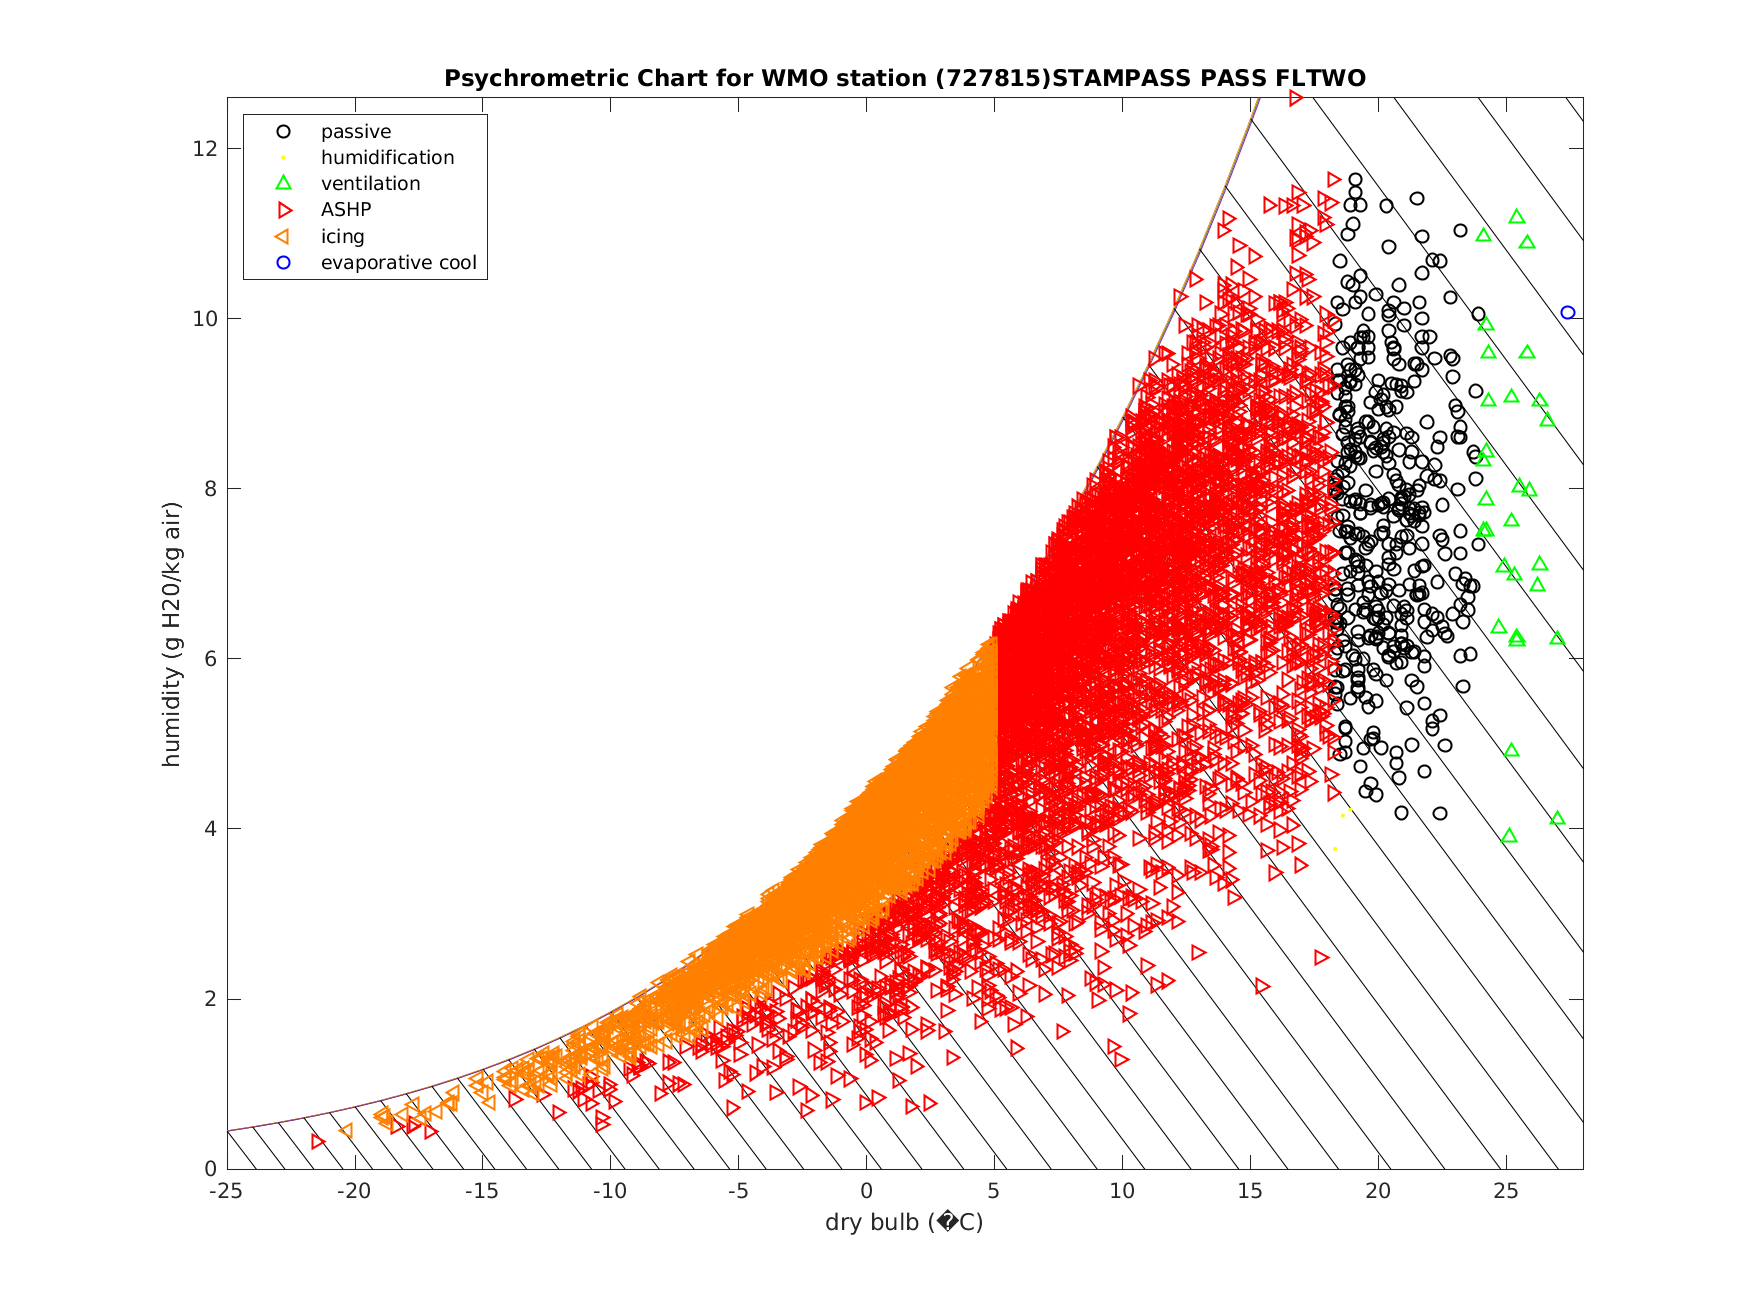 Psychrometric Chart for WMO station (727815)STAMPASS PASS FLTWO
passive
humidification
ventilation
ASHP
icing
evaporative cool
humidity (g H20/kg air)
12
10
8
6
4
2
0
-25 -20 -15 -10 -5 0 5 10 15 20 25
dry bulb (�C)